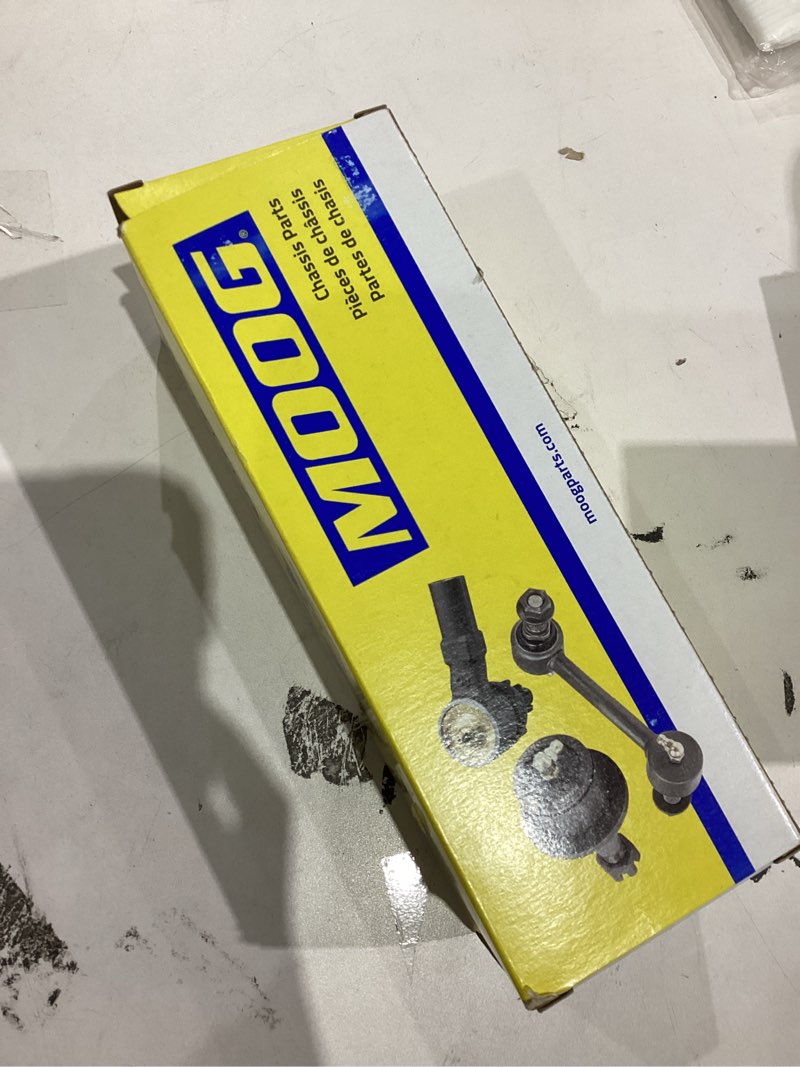 MOOG®
Chassis Parts
Pièces de châssis
Partes de chasis
moogparts.com